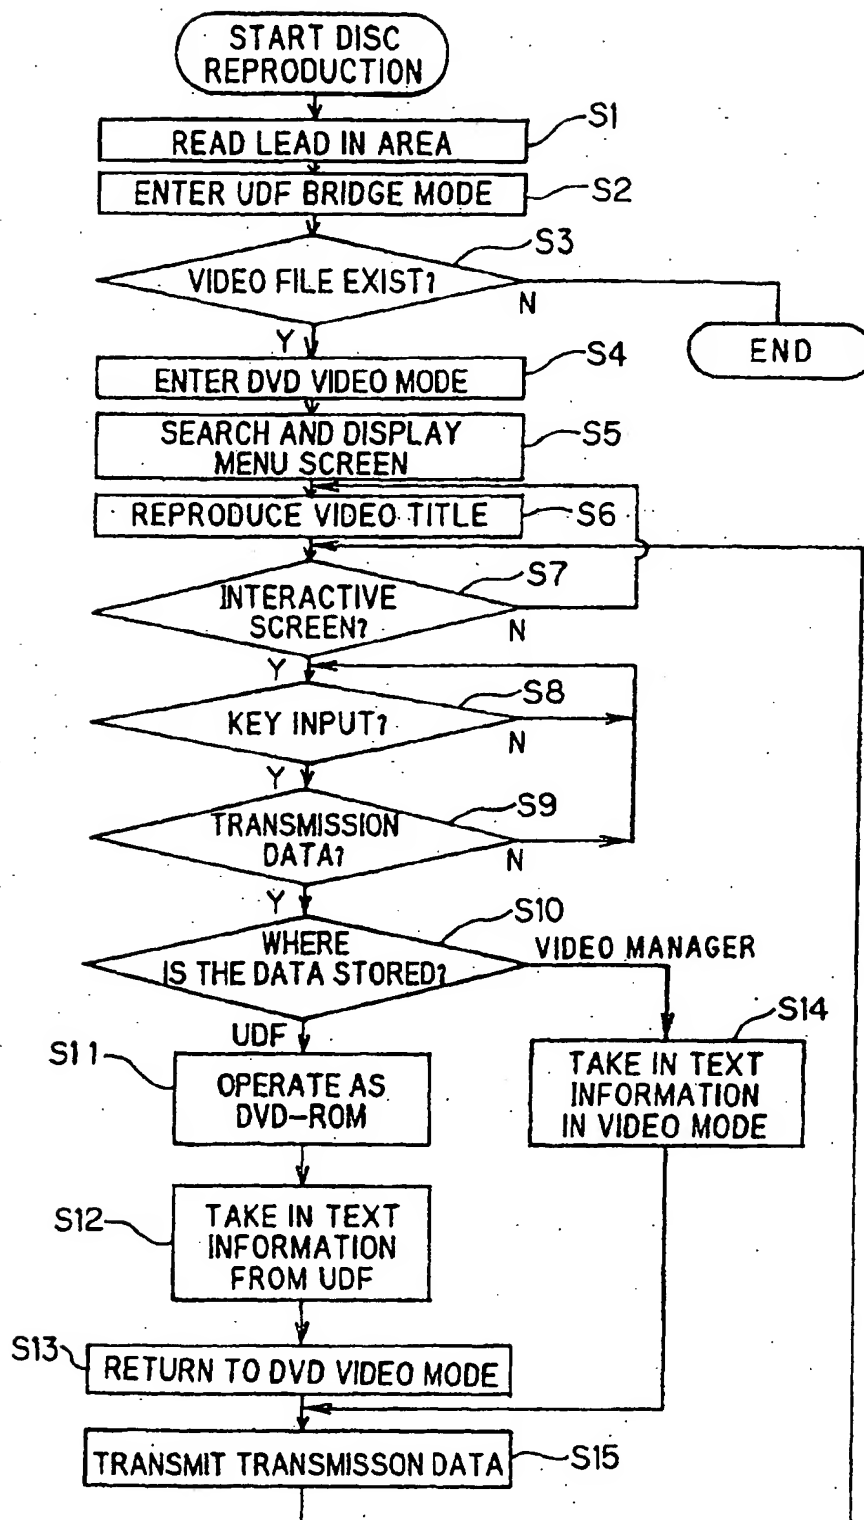 START DISC
REPRODUCTION
S1
READ LEAD IN AREA
ENTER UDF BRIDGE MODE
S2
S3
VIDEO FILE EXIST?
N
Y
END
S4
ENTER DVD VIDEO MODE
SEARCH AND DISPLAY
MENU SCREEN
S5
REPRODUCE VIDEO TITLE
S6
S7
INTERACTIVE
SCREEN?
N
Y
S8
KEY INPUT?
N
Y
S9
TRANSMISSION
DATA?
N
Y
S10
WHERE
IS THE DATA STORED?
VIDEO MANAGER
UDF
S11
OPERATE AS
DVD-ROM
S14
TAKE IN TEXT
INFORMATION
IN VIDEO MODE
S12
TAKE IN TEXT
INFORMATION
FROM UDF
S13
RETURN TO DVD VIDEO MODE
TRANSMIT TRANSMISSON DATA
S15